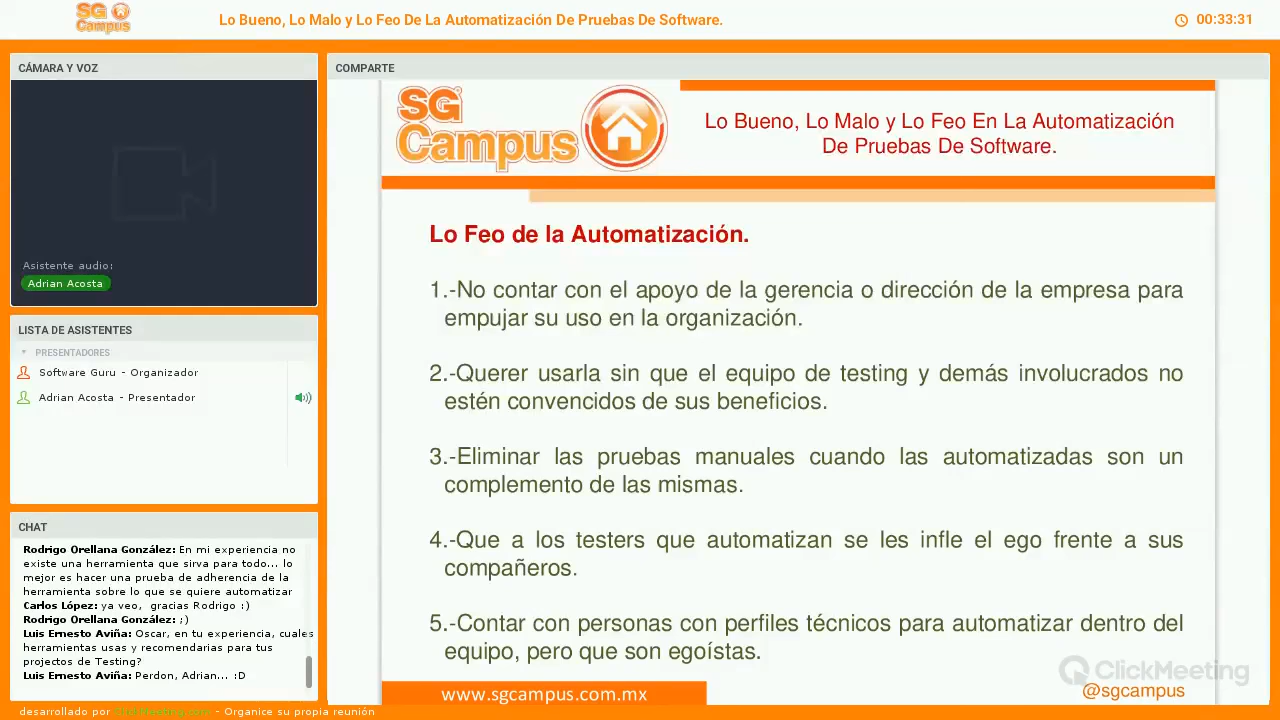 SG
Campus
Lo Bueno, Lo Malo y Lo Feo De La Automatización De Pruebas De Software.
00:33:31
CÁMARA Y VOZ
Asistente audio:
Adrian Acosta
LISTA DE ASISTENTES
PRESENTADORES
Software Guru - Organizador
Adrian Acosta - Presentador
CHAT
Rodrigo Orellana González: En mi experiencia no
existe una herramienta que sirva para todo... lo
mejor es hacer una prueba de adherencia de la
herramienta sobre lo que se quiere automatizar
Carlos López: ya veo, gracias Rodrigo :)
Rodrigo Orellana González: ;)
Luis Ernesto Aviña: Oscar, en tu experiencia, cuales
herramientas usas y recomendarias para tus
projectos de Testing?
Luis Ernesto Aviña: Perdon, Adrian... :D
COMPARTE
SG
Campus
Lo Bueno, Lo Malo y Lo Feo En La Automatización
De Pruebas De Software.
Lo Feo de la Automatización.
1.-No contar con el apoyo de la gerencia o dirección de la empresa para
empujar su uso en la organización.
2.-Querer usarla sin que el equipo de testing y demás involucrados no
estén convencidos de sus beneficios.
3.-Eliminar las pruebas manuales cuando las automatizadas son un
complemento de las mismas.
4.-Que a los testers que automatizan se les infle el ego frente a sus
compañeros.
5.-Contar con personas con perfiles técnicos para automatizar dentro del
equipo, pero que son egoístas.
ClickMeeting
www.sgcampus.com.mx
@sgcampus
desarrollado por ClickMeeting.com - Organice su propia reunión